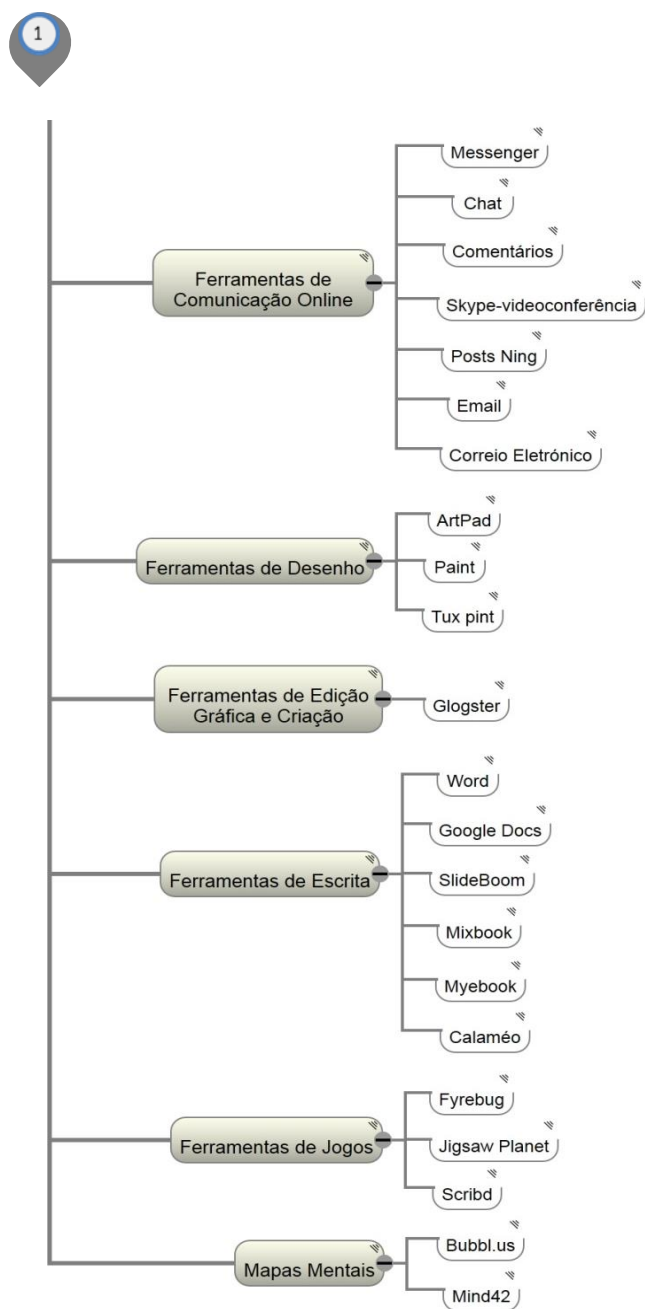 1
Messenger
Chat
Comentários
Ferramentas de
Comunicação Online
Skype-videoconferência
Posts Ning
Email
Correio Eletrónico
ArtPad
Ferramentas de Desenho
Paint
Tux pint
Ferramentas de Edição
Gráfica e Criação
Glogster
Word
Google Docs
Ferramentas de Escrita
SlideBoom
Mixbook
Myebook
Calaméo
Fyrebug
Ferramentas de Jogos
Jigsaw Planet
Scribd
Bubbl.us
Mapas Mentais
Mind42